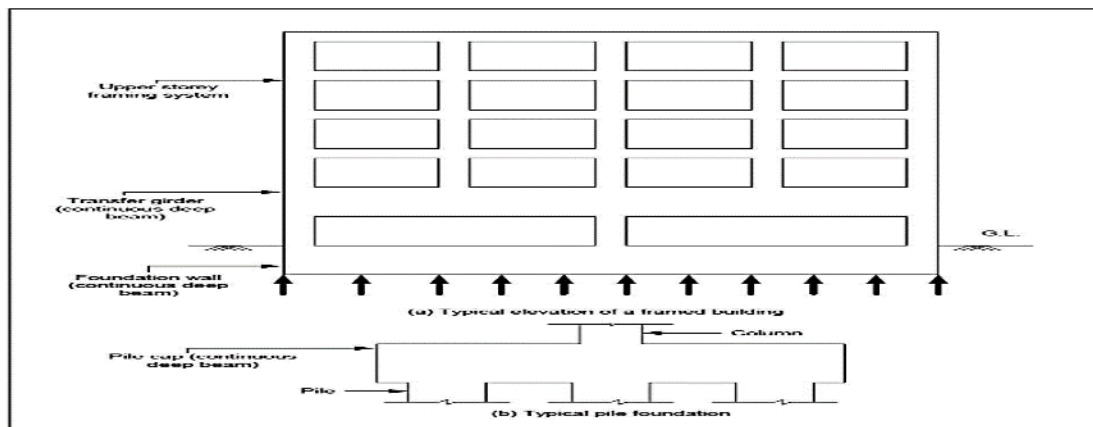 Upper storey
framing system
Transfer girder
(continuous deep
beam)
G.L.
Foundation wall
(continuous deep
beam)
(a) Typical elevation of a framed building
Column
Pile cap (continuous
deep beam)
Pile
(b) Typical pile foundation